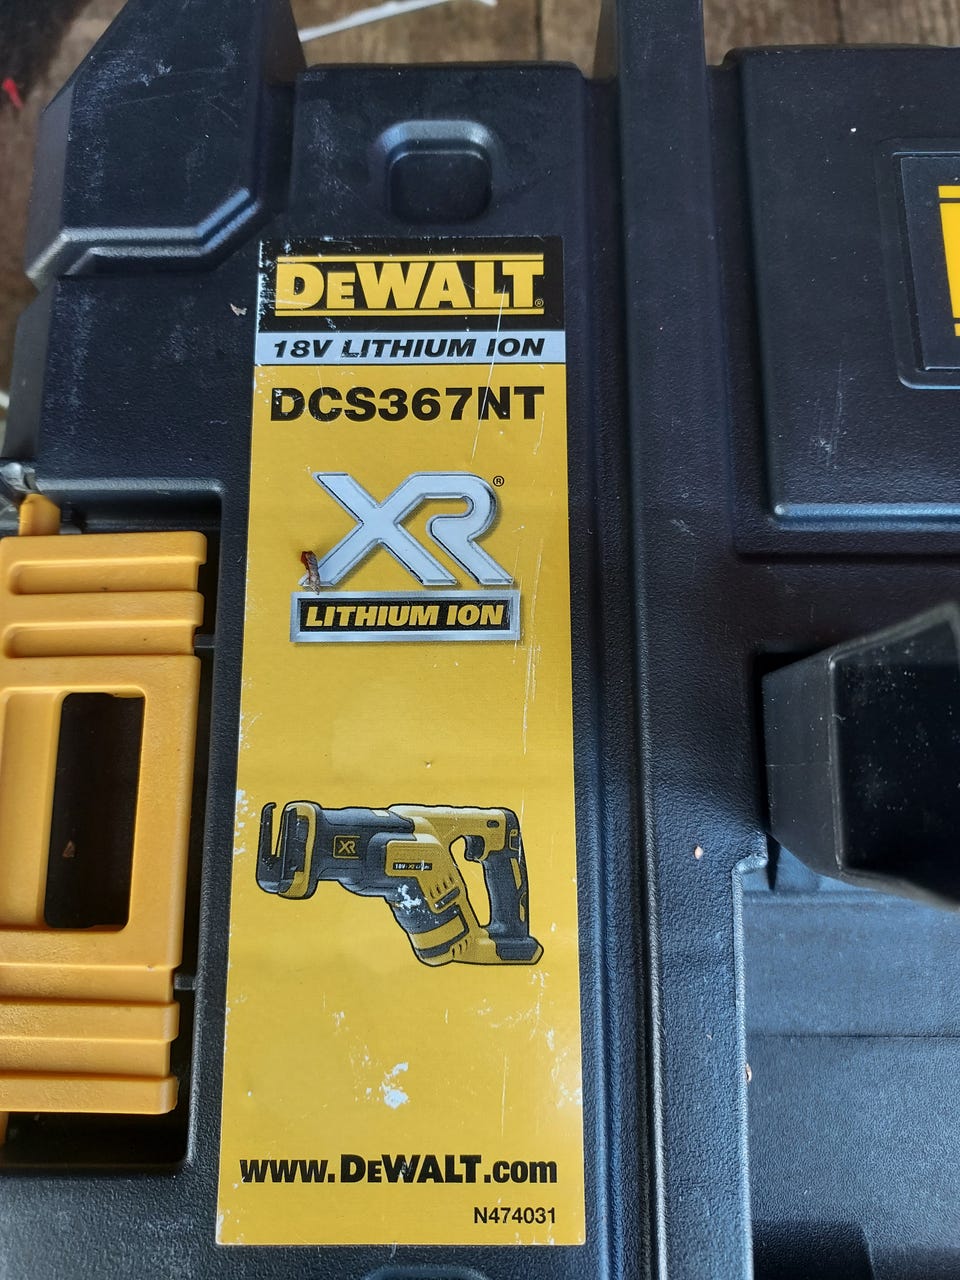 DEWALT®
18V LITHIUM ION
DCS367NT
XR®
LITHIUM ION
XR
www.DEWALT.com
N474031